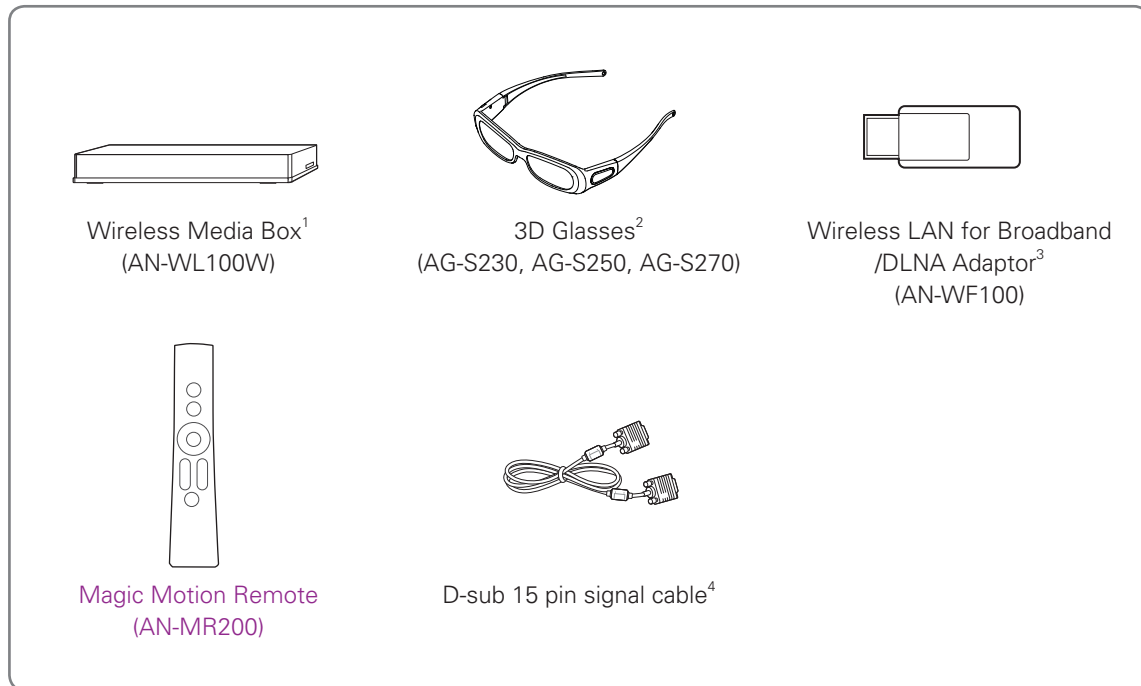 Wireless Media Box¹
(AN-WL100W)
3D Glasses²
(AG-S230, AG-S250, AG-S270)
Wireless LAN for Broadband
/DLNA Adaptor³
(AN-WF100)
Magic Motion Remote
(AN-MR200)
D-sub 15 pin signal cable⁴